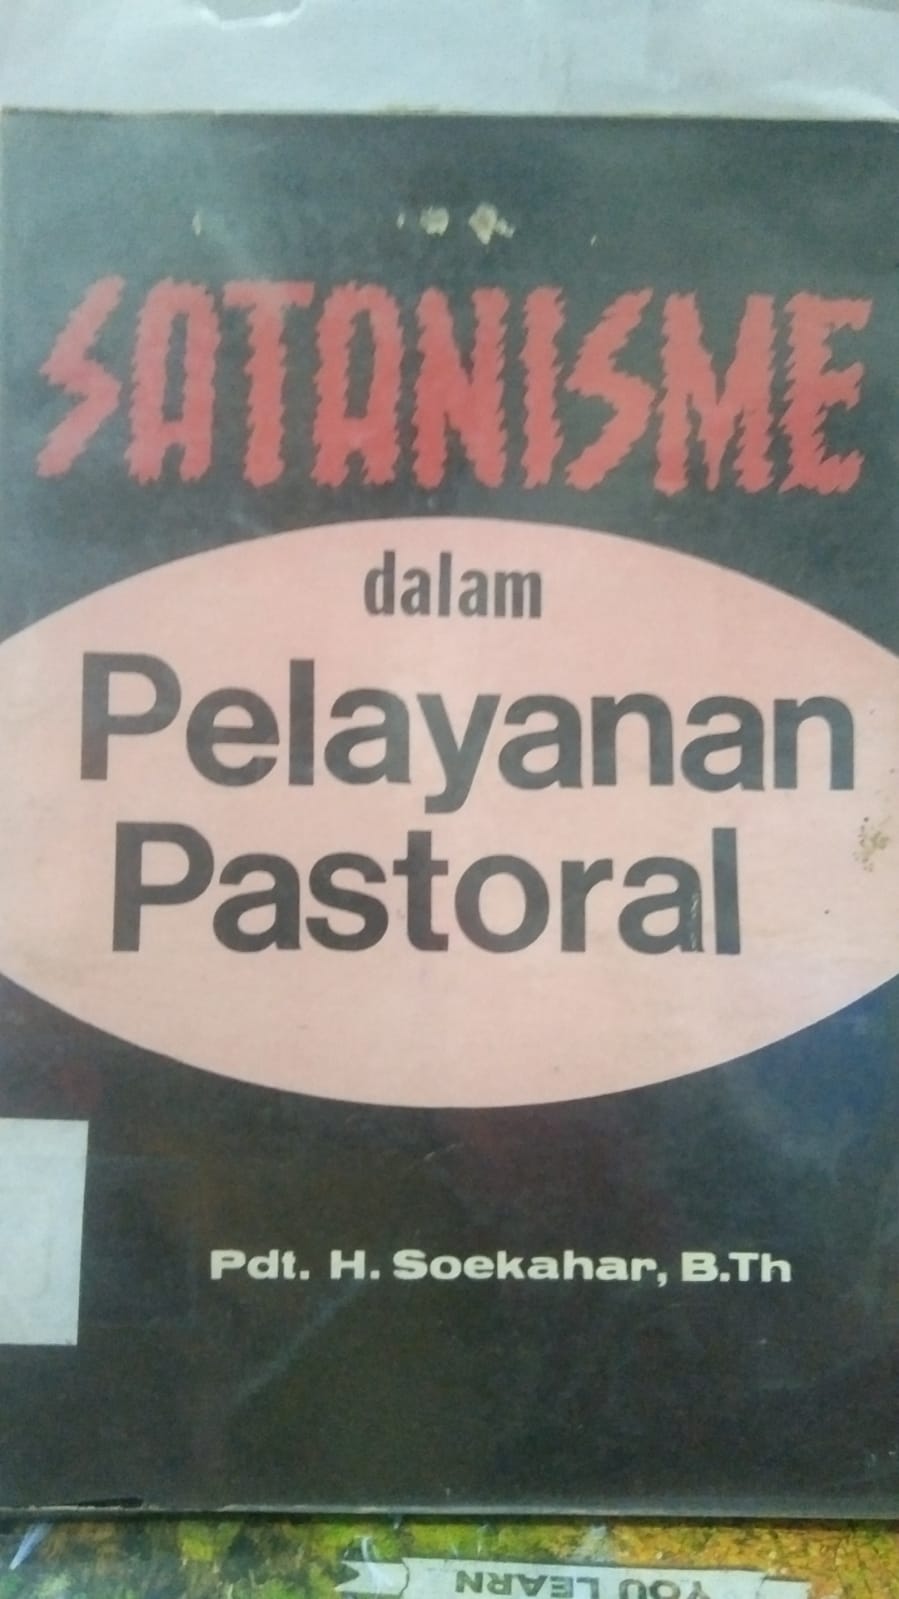 SATANISME
dalam
Pelayanan
Pastoral
Pdt. H. Soekahar, B.Th
YOU LEARN